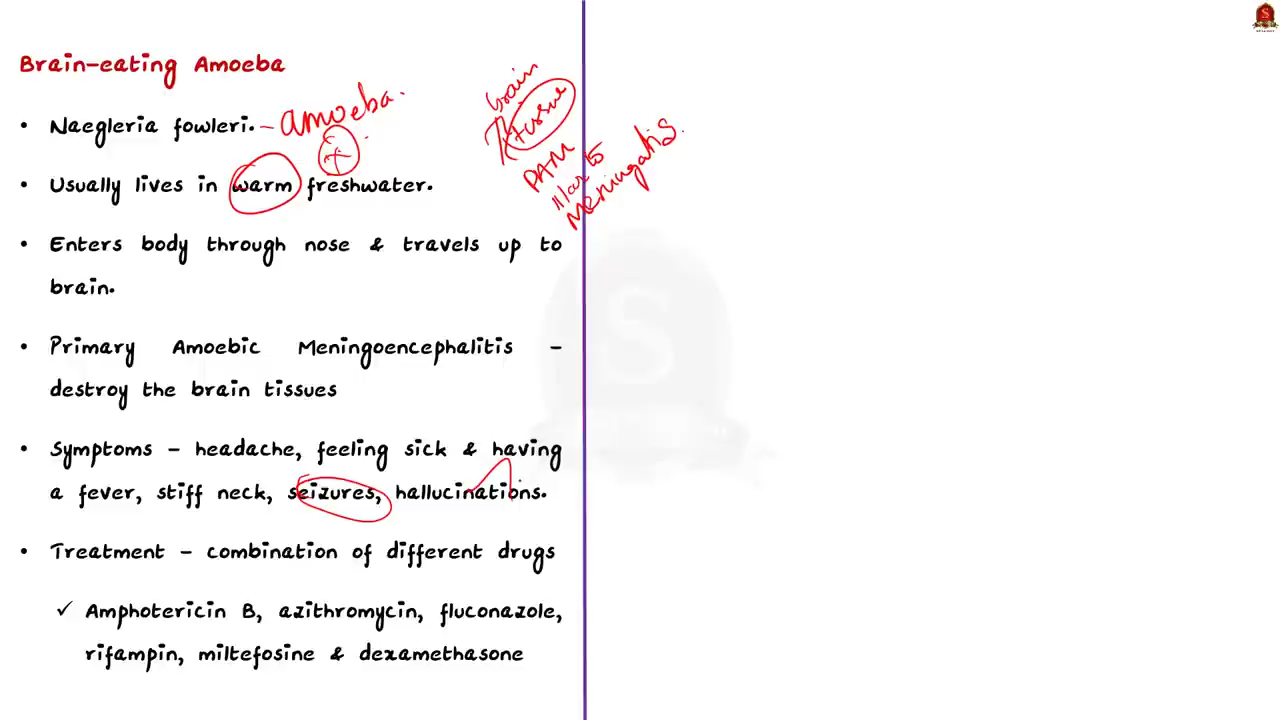 Brain-eating Amoeba
• Naegleria fowleri. - amoeba.
• Usually lives in warm freshwater.
• Enters body through nose & travels up to
brain.
• Primary Amoebic Meningoencephalitis –
destroy the brain tissues
• Symptoms – headache, feeling sick & having
a fever, stiff neck, seizures, hallucinations.
• Treatment – combination of different drugs
✓ Amphotericin B, azithromycin, fluconazole,
rifampin, miltefosine & dexamethasone
brain
tissue
PAM
to
Meningatis.
S